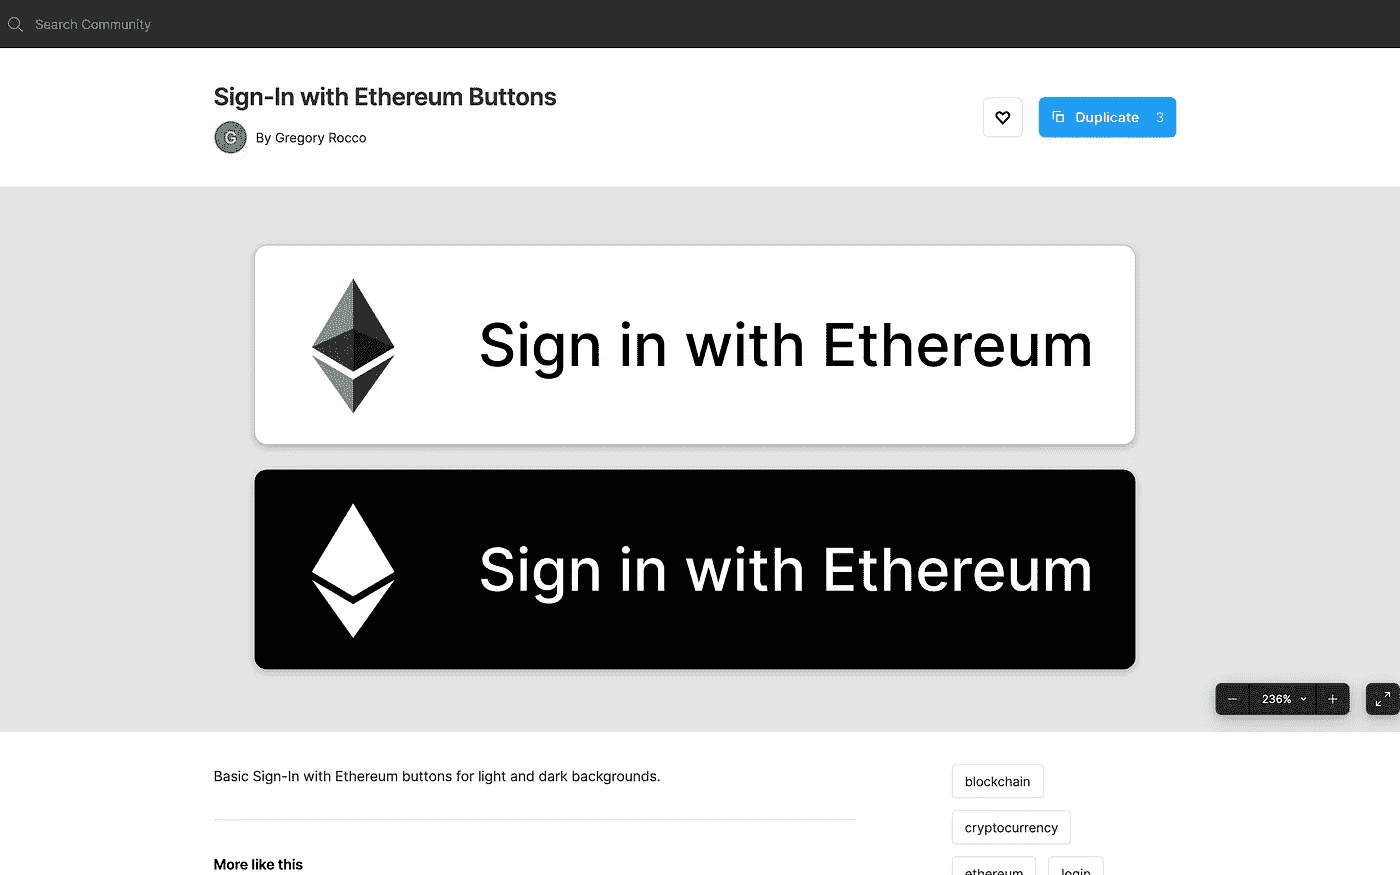 Search Community
Sign-In with Ethereum Buttons
G
By Gregory Rocco
Duplicate 3
Sign in with Ethereum
Sign in with Ethereum
236%
Basic Sign-In with Ethereum buttons for light and dark backgrounds.
blockchain
cryptocurrency
More like this
ethereum login